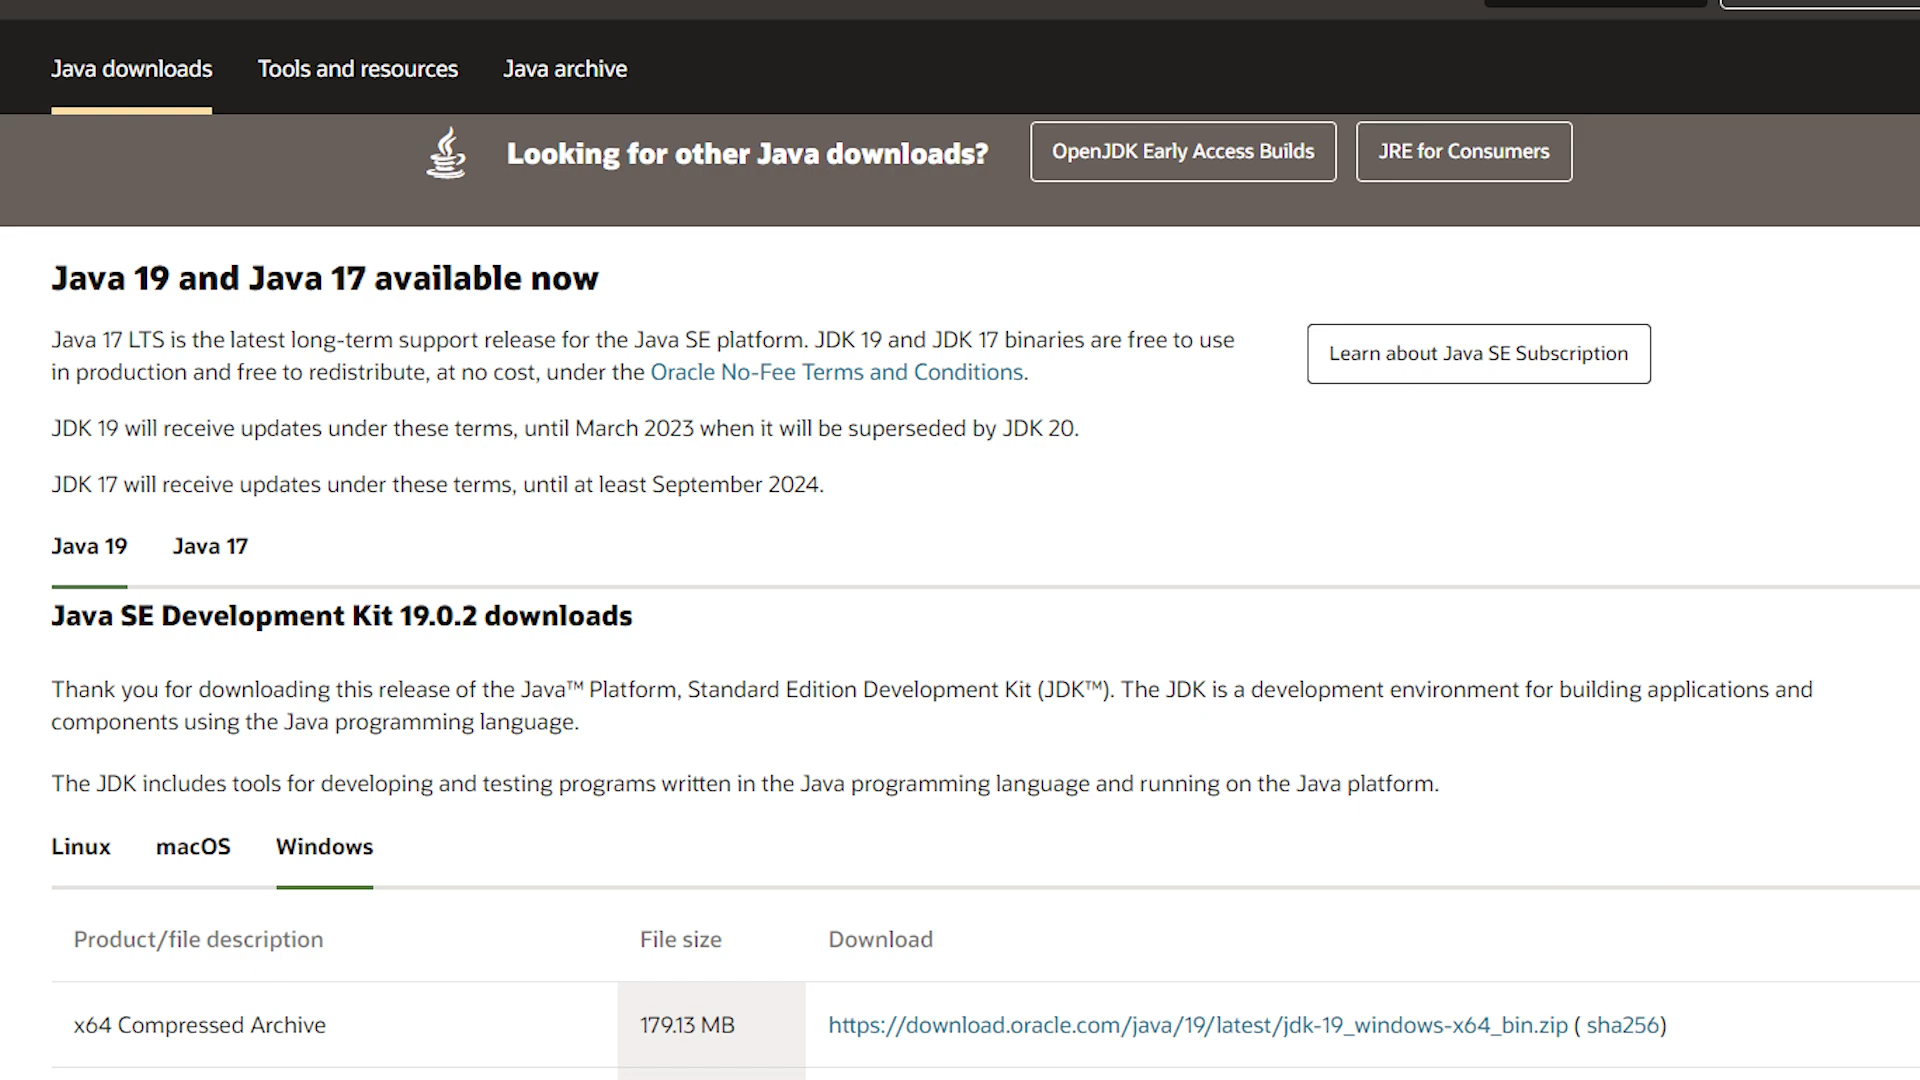 Java downloads Tools and resources Java archive
Looking for other Java downloads? OpenJDK Early Access Builds JRE for Consumers
Java 19 and Java 17 available now
Java 17 LTS is the latest long-term support release for the Java SE platform. JDK 19 and JDK 17 binaries are free to use
in production and free to redistribute, at no cost, under the Oracle No-Fee Terms and Conditions.
Learn about Java SE Subscription
JDK 19 will receive updates under these terms, until March 2023 when it will be superseded by JDK 20.
JDK 17 will receive updates under these terms, until at least September 2024.
Java 19 Java 17
Java SE Development Kit 19.0.2 downloads
Thank you for downloading this release of the Java™ Platform, Standard Edition Development Kit (JDK™). The JDK is a development environment for building applications and
components using the Java programming language.
The JDK includes tools for developing and testing programs written in the Java programming language and running on the Java platform.
Linux macOS Windows
Product/file description File size Download
x64 Compressed Archive 179.13 MB https://download.oracle.com/java/19/latest/jdk-19_windows-x64_bin.zip ( sha256)